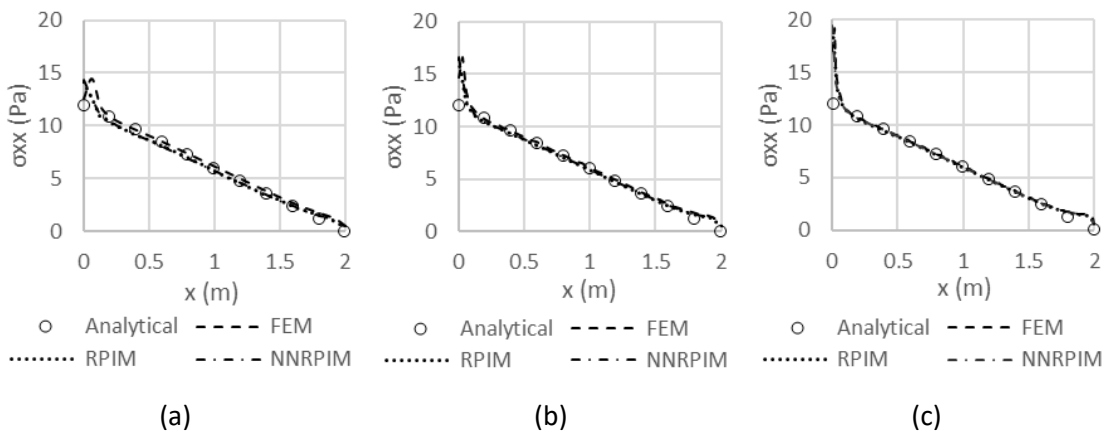 20
15
10
5
0
σxx (Pa)
0 0.5 1 1.5 2
x (m)
Analytical FEM
RPIM NNRPIM
(a)
20
15
10
5
0
σxx (Pa)
0 0.5 1 1.5 2
x (m)
Analytical FEM
RPIM NNRPIM
(b)
20
15
10
5
0
σxx (Pa)
0 0.5 1 1.5 2
x (m)
Analytical FEM
RPIM NNRPIM
(c)